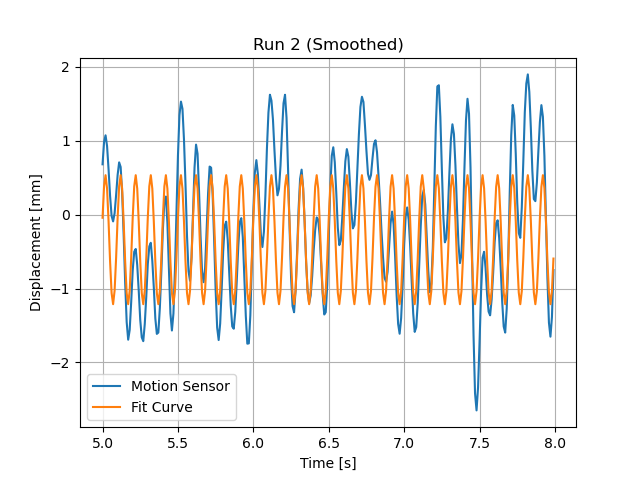 Run 2 (Smoothed)
2
1
0
−1
−2
Displacement [mm]
Motion Sensor
Fit Curve
5.0 5.5 6.0 6.5 7.0 7.5 8.0
Time [s]